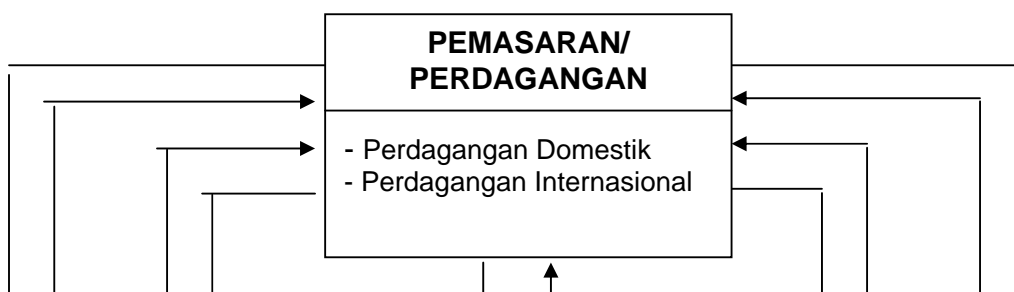 PEMASARAN/
PERDAGANGAN
- Perdagangan Domestik
- Perdagangan Internasional